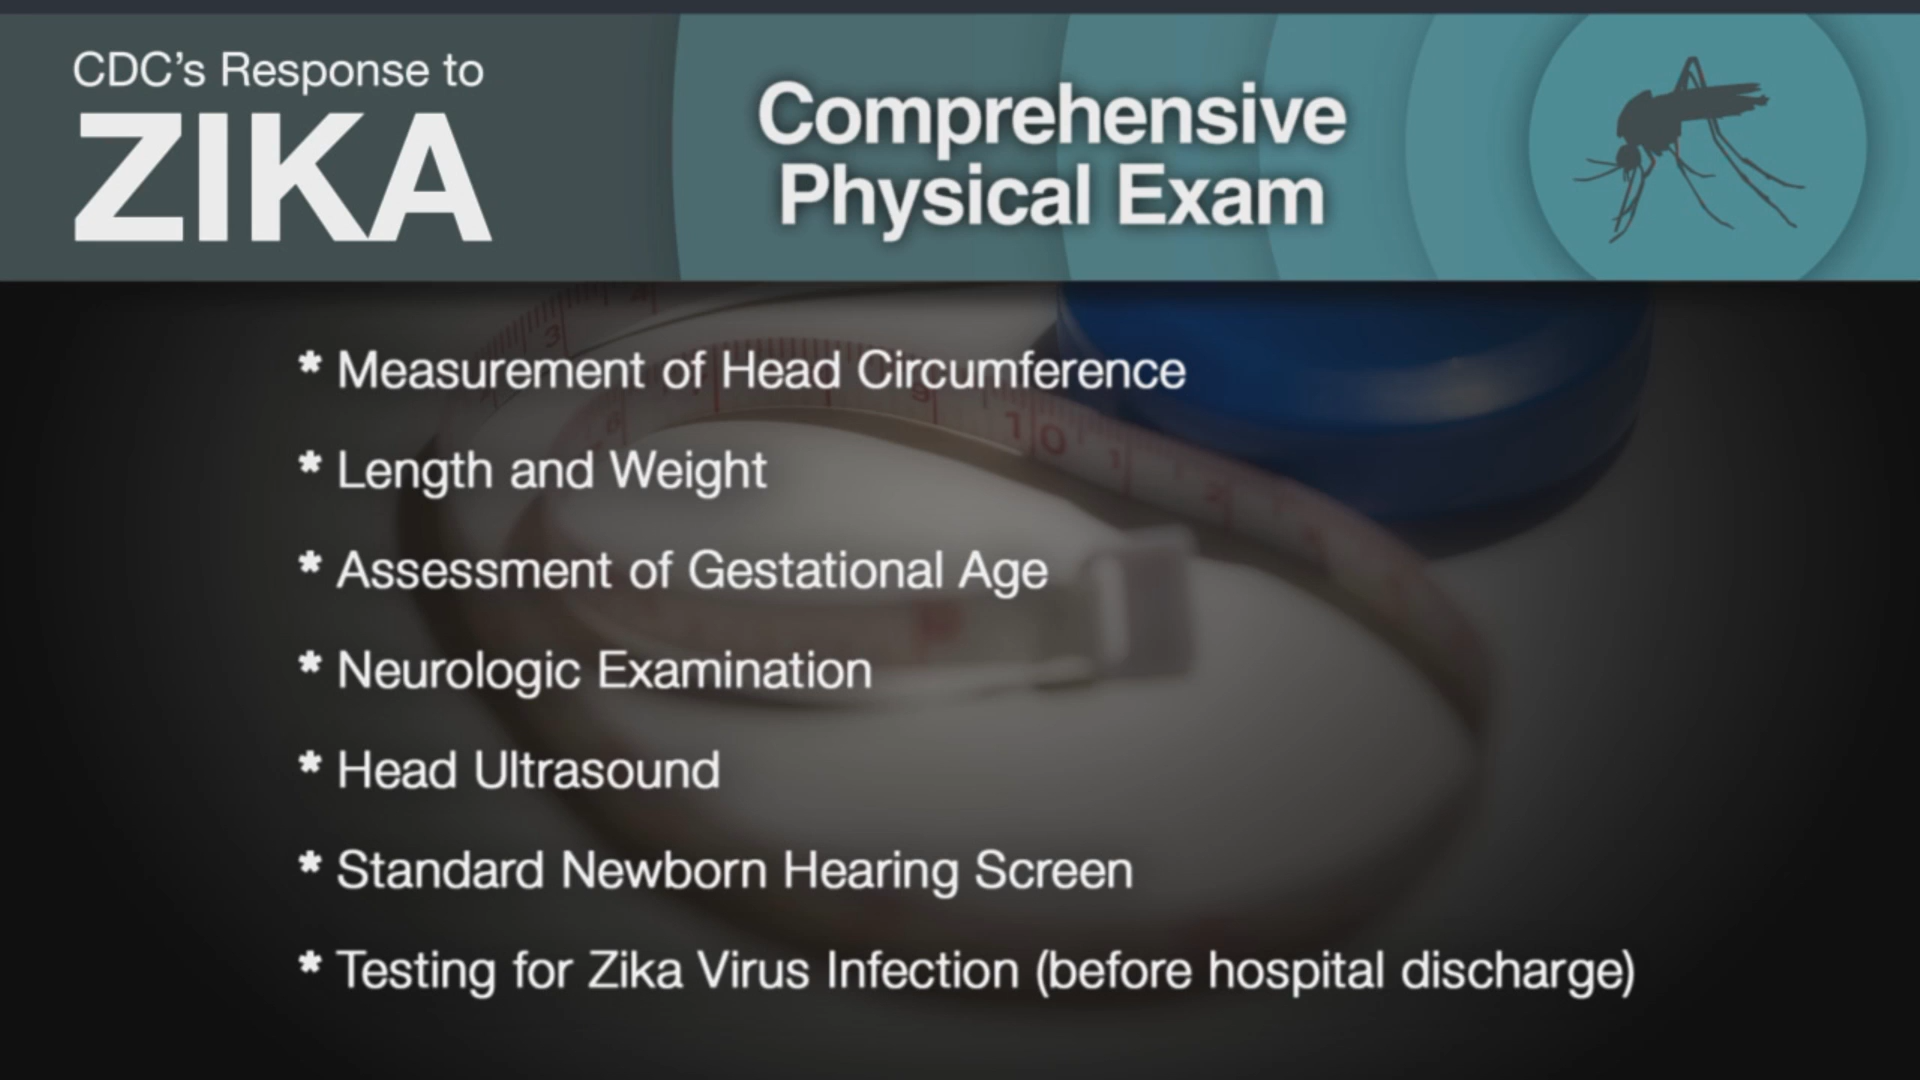 CDC's Response to
ZIKA
Comprehensive
Physical Exam
* Measurement of Head Circumference
* Length and Weight
* Assessment of Gestational Age
* Neurologic Examination
* Head Ultrasound
* Standard Newborn Hearing Screen
* Testing for Zika Virus Infection (before hospital discharge)